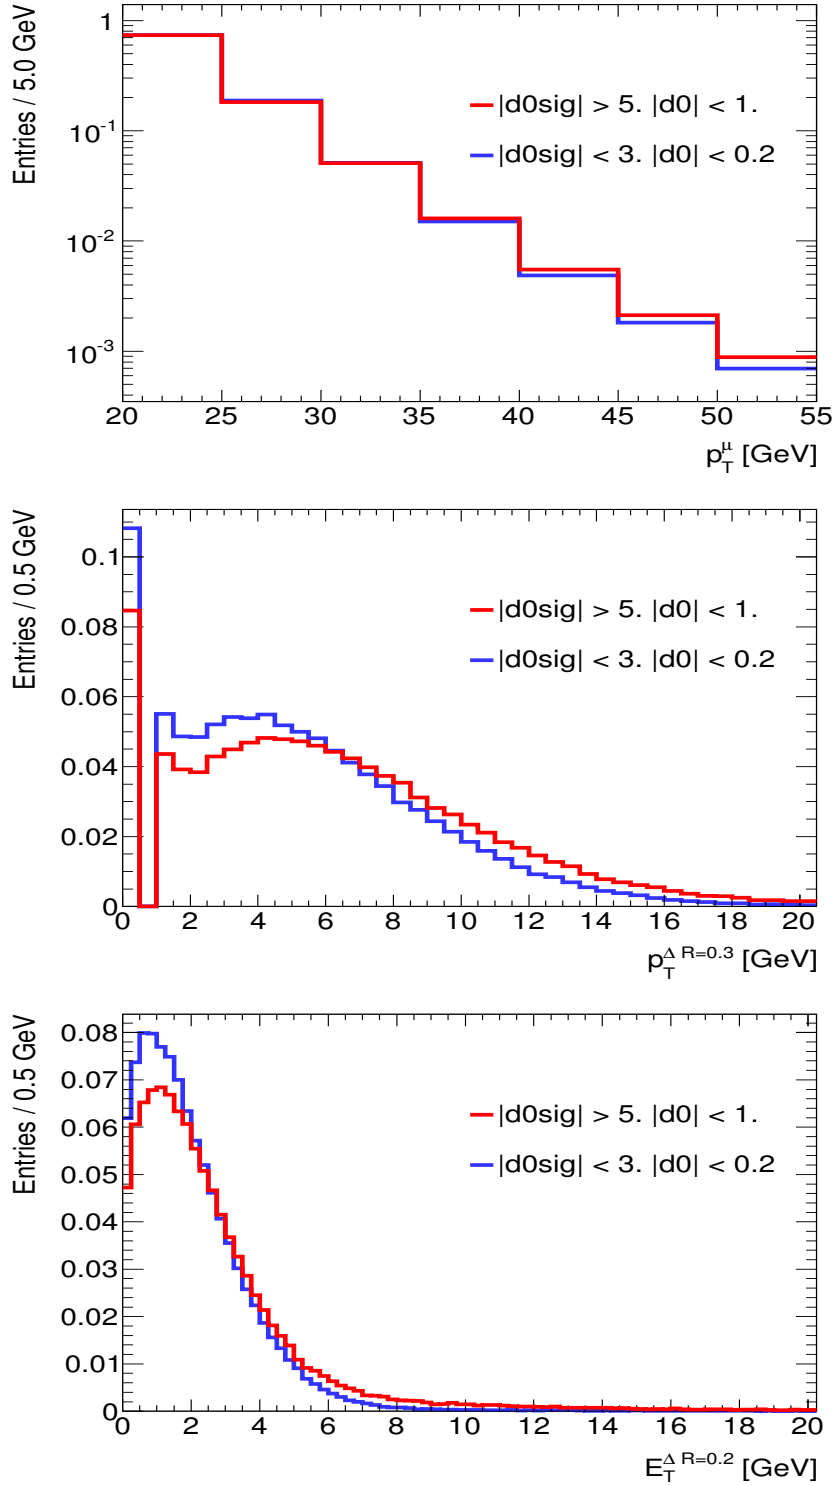 Entries / 5.0 GeV
1
10^-1
10^-2
10^-3
|d0sig| > 5. |d0| < 1.
|d0sig| < 3. |d0| < 0.2
20 25 30 35 40 45 50 55
p_T^μ [GeV]
Entries / 0.5 GeV
0.1
0.08
0.06
0.04
0.02
0
|d0sig| > 5. |d0| < 1.
|d0sig| < 3. |d0| < 0.2
0 2 4 6 8 10 12 14 16 18 20
p_T^Δ R=0.3 [GeV]
Entries / 0.5 GeV
0.08
0.07
0.06
0.05
0.04
0.03
0.02
0.01
0
|d0sig| > 5. |d0| < 1.
|d0sig| < 3. |d0| < 0.2
0 2 4 6 8 10 12 14 16 18 20
E_T^Δ R=0.2 [GeV]